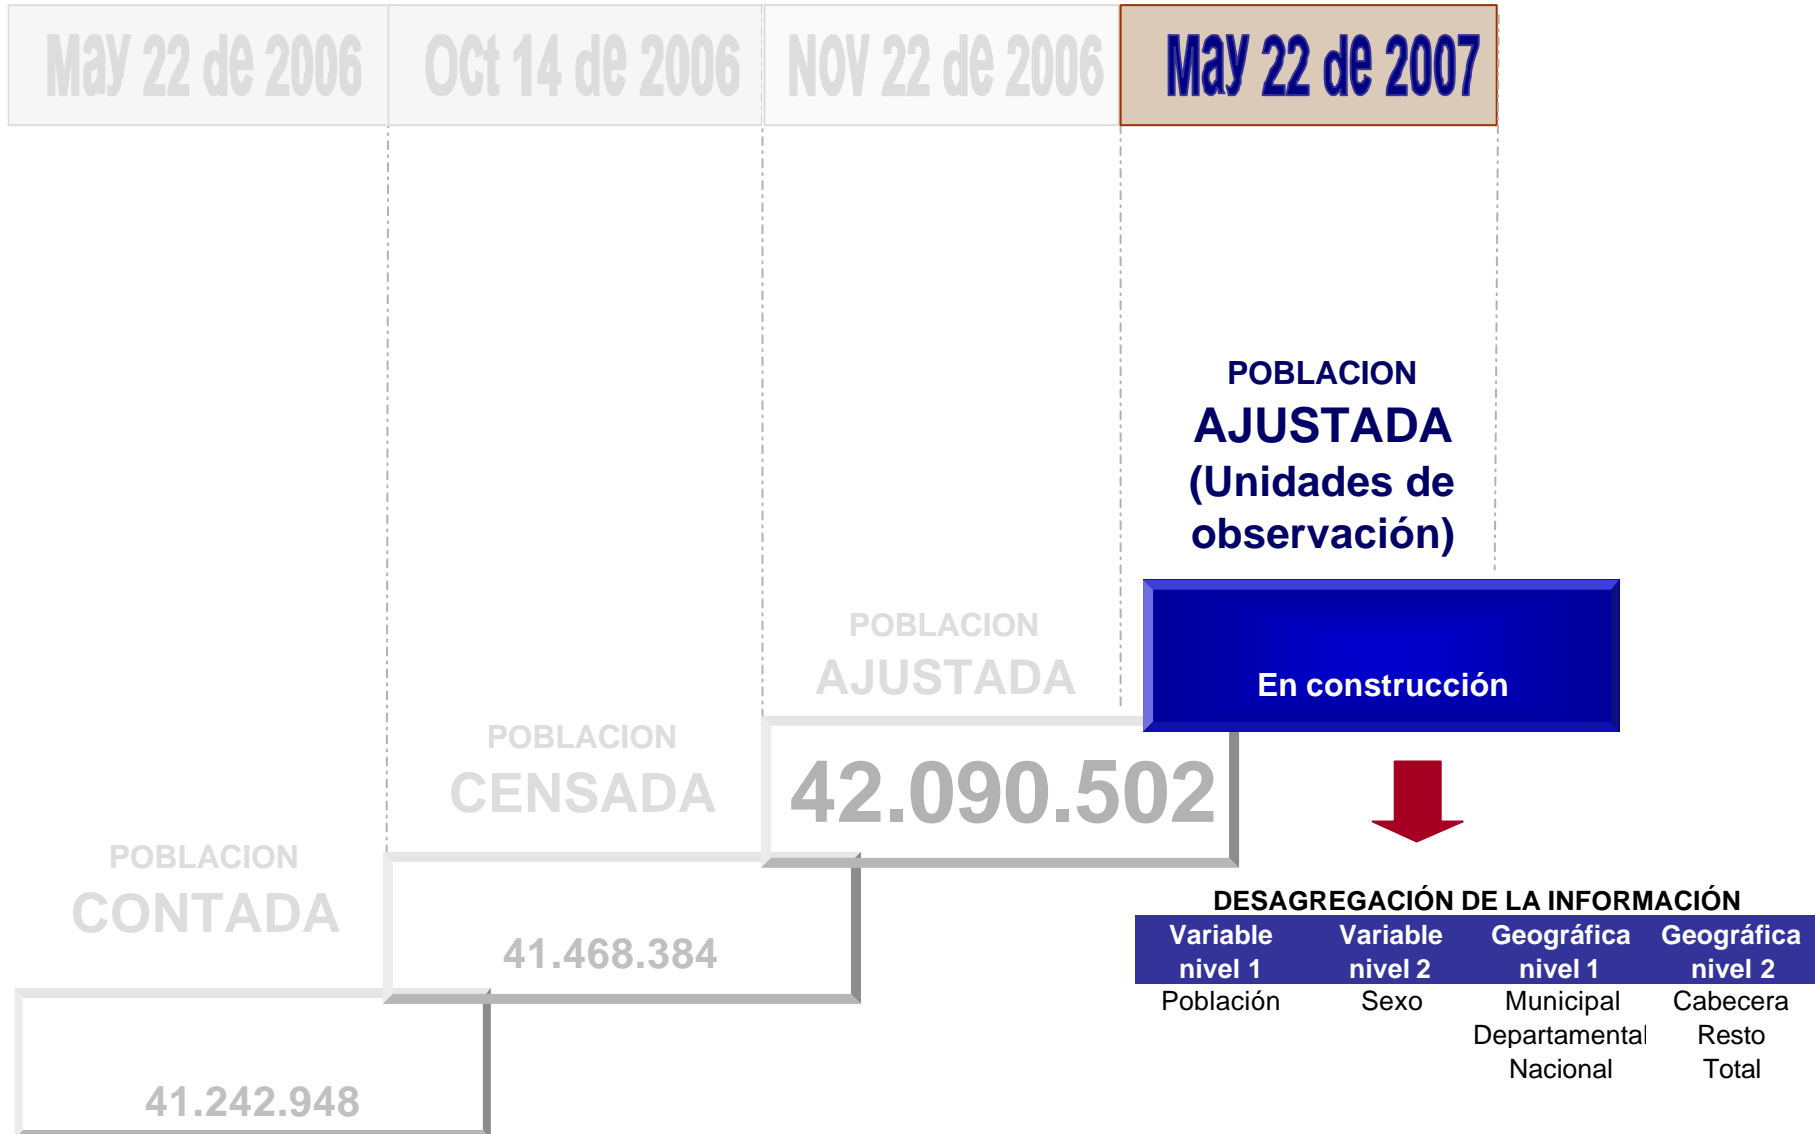 May 22 de 2006
Oct 14 de 2006
Nov 22 de 2006
May 22 de 2007
POBLACION
AJUSTADA
(Unidades de
observación)
En construcción
POBLACION
AJUSTADA
42.090.502
POBLACION
CENSADA
41.468.384
POBLACION
CONTADA
41.242.948
DESAGREGACIÓN DE LA INFORMACIÓN
Variable nivel 1 Variable nivel 2 Geográfica nivel 1 Geográfica nivel 2
Población Sexo Municipal Cabecera
Departamental Resto
Nacional Total